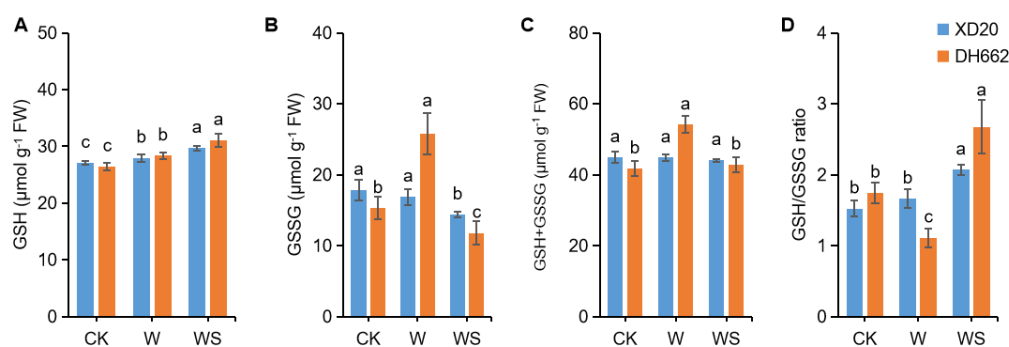 A
GSH (μmol g⁻¹ FW)
50
40
30
20
10
0
c c b b a a
CK W WS
B
GSSG (μmol g⁻¹ FW)
40
30
20
10
0
a b a a b c
CK W WS
C
GSH+GSSG (μmol g⁻¹ FW)
80
60
40
20
0
a b a a a b
CK W WS
D
XD20
DH662
GSH/GSSG ratio
4
3
2
1
0
b b b c a a
CK W WS